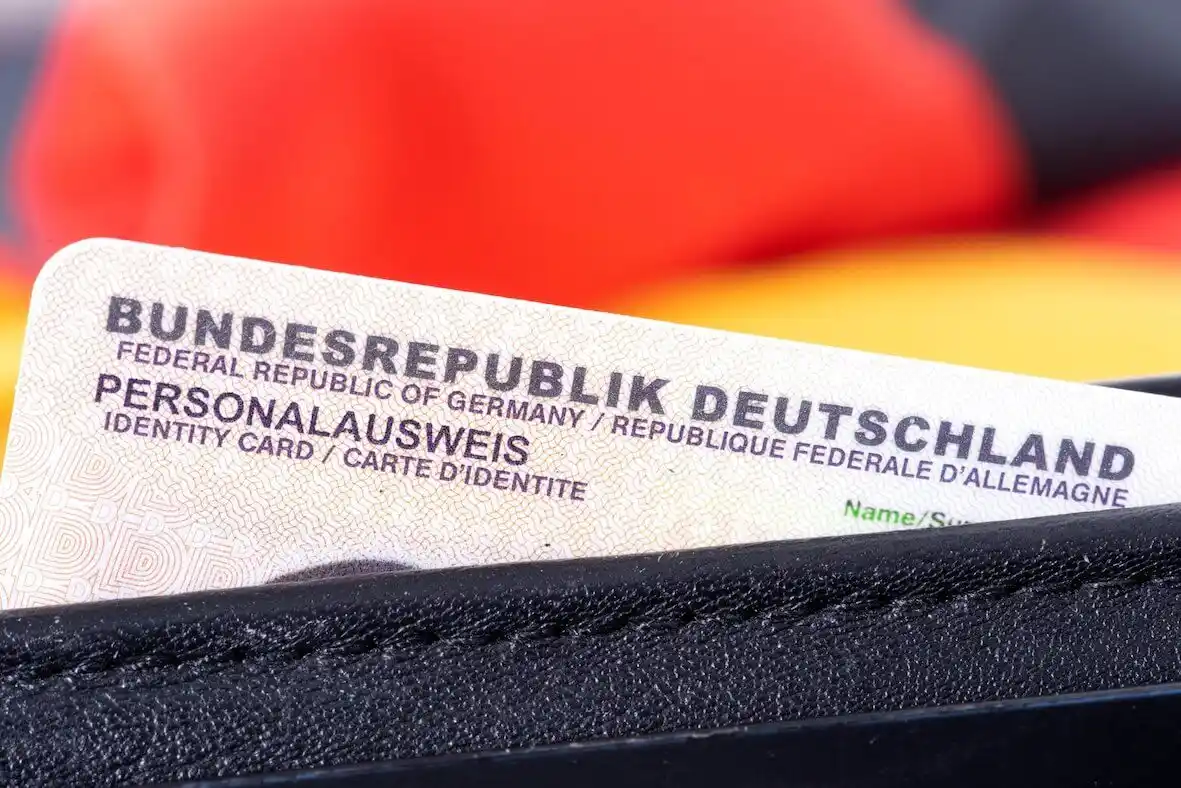 BUNDESREPUBLIK DEUTSCHLAND
FEDERAL REPUBLIC OF GERMANY / REPUBLIQUE FEDERALE D'ALLEMAGNE
PERSONALAUSWEIS
IDENTITY CARD / CARTE D'IDENTITE
Name/